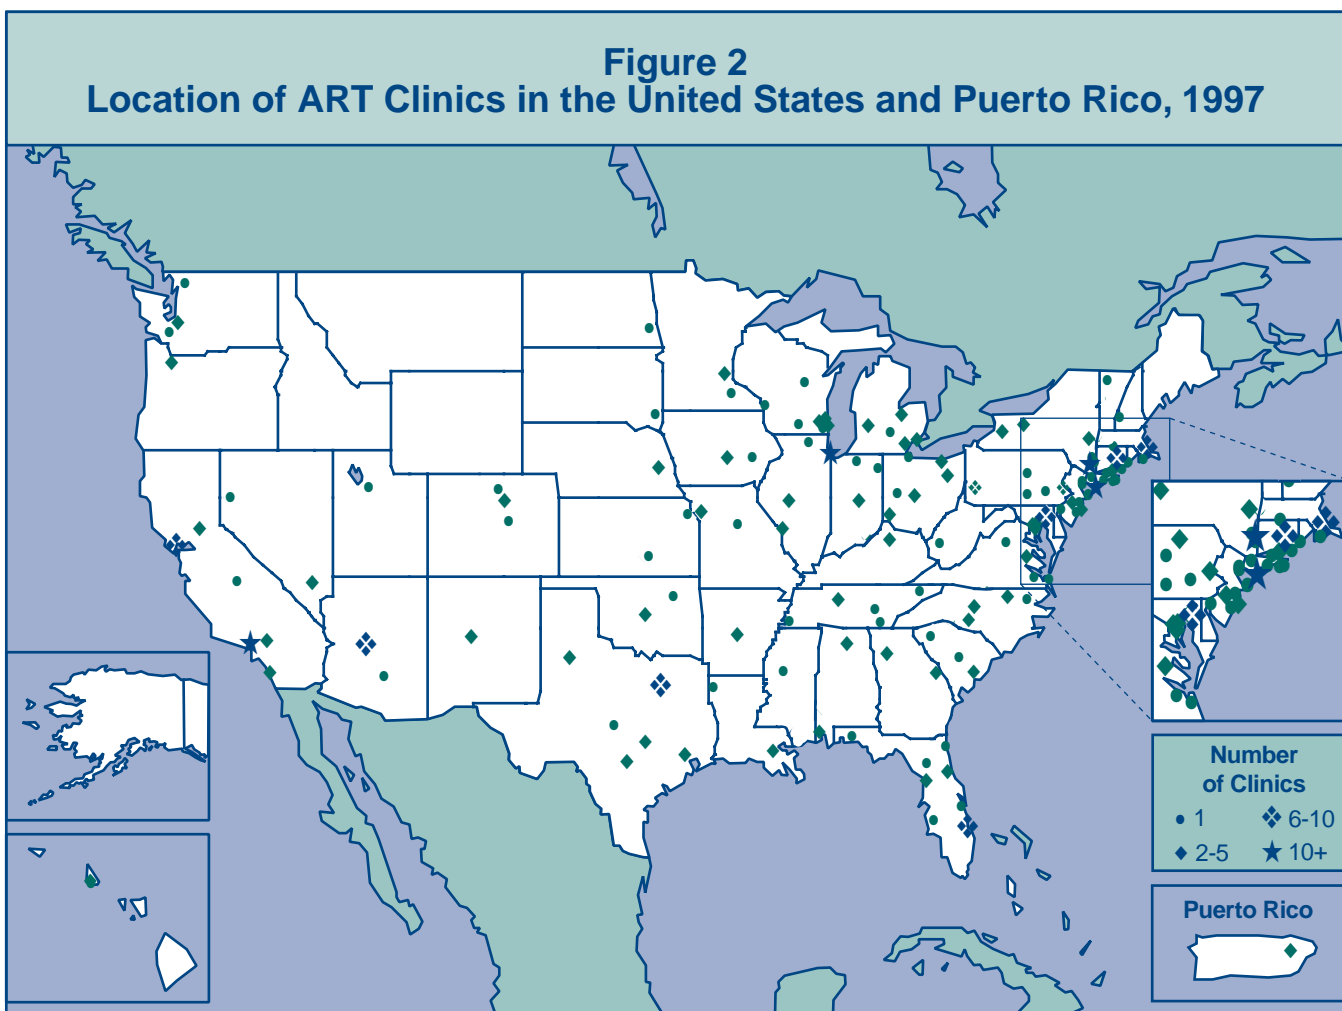 Figure 2
Location of ART Clinics in the United States and Puerto Rico, 1997
Number
of Clinics
1
6-10
2-5
10+
Puerto Rico